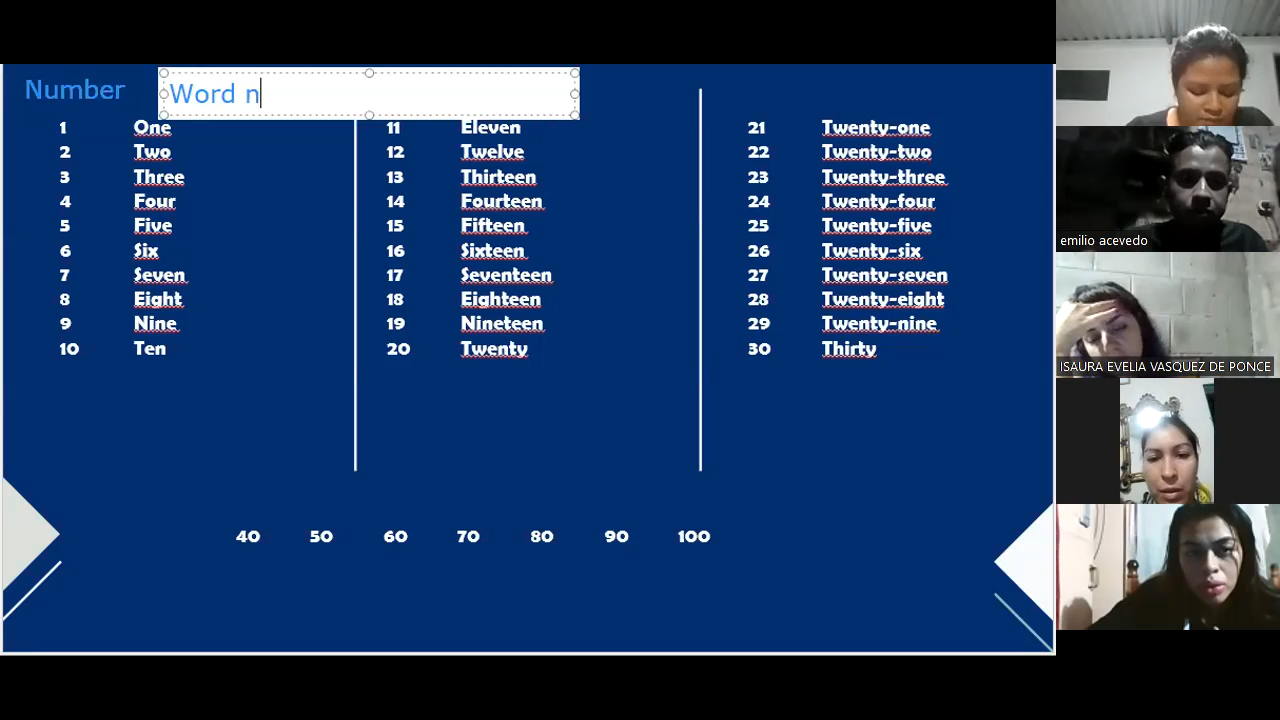 Number
Word n
1 One
2 Two
3 Three
4 Four
5 Five
6 Six
7 Seven
8 Eight
9 Nine
10 Ten
11 Eleven
12 Twelve
13 Thirteen
14 Fourteen
15 Fifteen
16 Sixteen
17 Seventeen
18 Eighteen
19 Nineteen
20 Twenty
21 Twenty-one
22 Twenty-two
23 Twenty-three
24 Twenty-four
25 Twenty-five
26 Twenty-six
27 Twenty-seven
28 Twenty-eight
29 Twenty-nine
30 Thirty
40 50 60 70 80 90 100
emilio acevedo
ISAURA EVELIA VASQUEZ DE PONCE